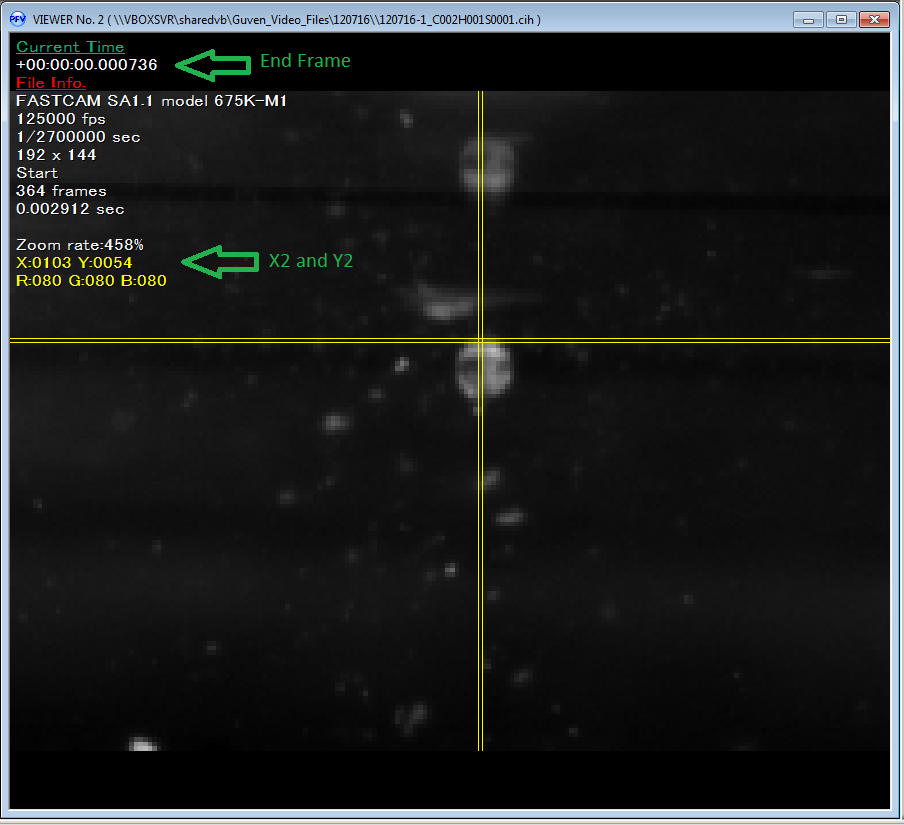 PFV VIEWER No. 2 ( \\VBOXSVR\sharedvb\Guven_Video_Files\120716\\120716-1_C002H001S0001.cih )
Current Time
+00:00:00.000736
End Frame
File Info.
FASTCAM SA1.1 model 675K-M1
125000 fps
1/2700000 sec
192 x 144
Start
364 frames
0.002912 sec
Zoom rate:458%
X:0103 Y:0054
X2 and Y2
R:080 G:080 B:080